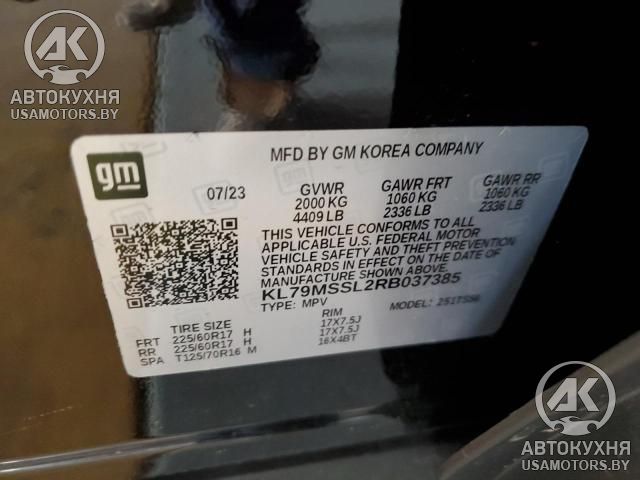 AK
АВТОКУХНЯ
USAMOTORS.BY
gm
MFD BY GM KOREA COMPANY
07/23
GVWR
2000 KG
4409 LB
GAWR FRT
1060 KG
2336 LB
GAWR RR
1060 KG
2336 LB
THIS VEHICLE CONFORMS TO ALL
APPLICABLE U.S. FEDERAL MOTOR
VEHICLE SAFETY AND THEFT PREVENTION
STANDARDS IN EFFECT ON THE DATE OF
MANUFACTURE SHOWN ABOVE.
KL79MSSL2RB037385
TYPE: MPV
MODEL: 251TSS6
TIRE SIZE
RIM
FRT 225/60R17 H 17X7.5J
RR 225/60R17 H 17X7.5J
SPA T125/70R16 M 16X4BT
AK
АВТОКУХНЯ
USAMOTORS.BY